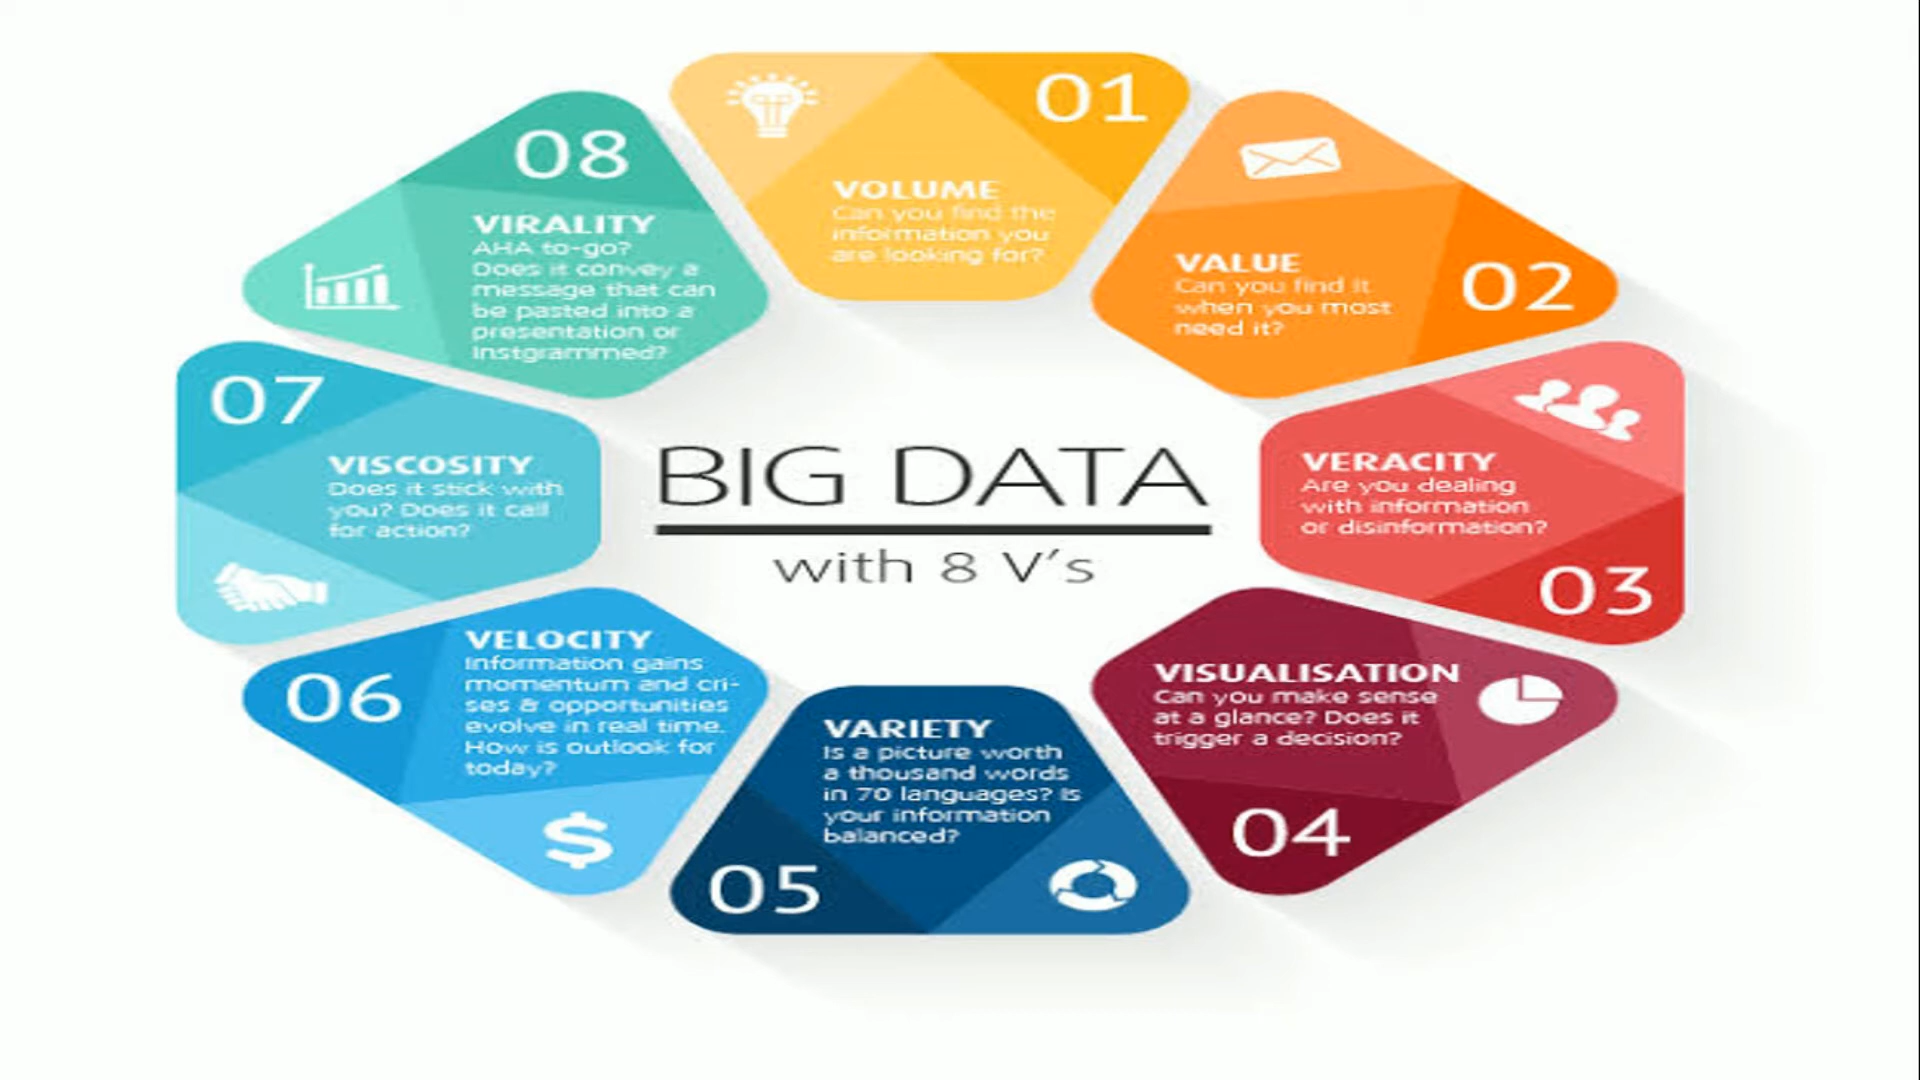 BIG DATA
with 8 V's
01
VOLUME
Can you find the
information you
are looking for?
02
VALUE
Can you find it
when you most
need it?
03
VERACITY
Are you dealing
with information
or disinformation?
04
VISUALISATION
Can you make sense
at a glance? Does it
trigger a decision?
05
VARIETY
Is a picture worth
a thousand words
in 70 languages? Is
your information
balanced?
06
VELOCITY
Information gains
momentum and cri-
ses & opportunities
evolve in real time.
How is outlook for
today?
07
VISCOSITY
Does it stick with
you? Does it call
for action?
08
VIRALITY
AHA to-go?
Does it convey a
message that can
be pasted into a
presentation or
Instgrammed?
$